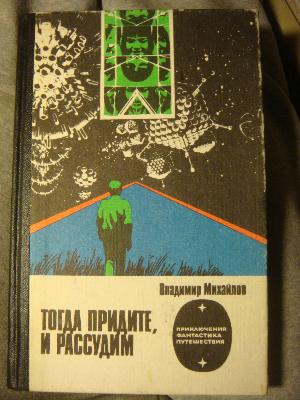 Владимир Михайлов
ТОГДА ПРИДИТЕ,
И РАССУДИМ
ПРИКЛЮЧЕНИЯ
ФАНТАСТИКА
ПУТЕШЕСТВИЯ